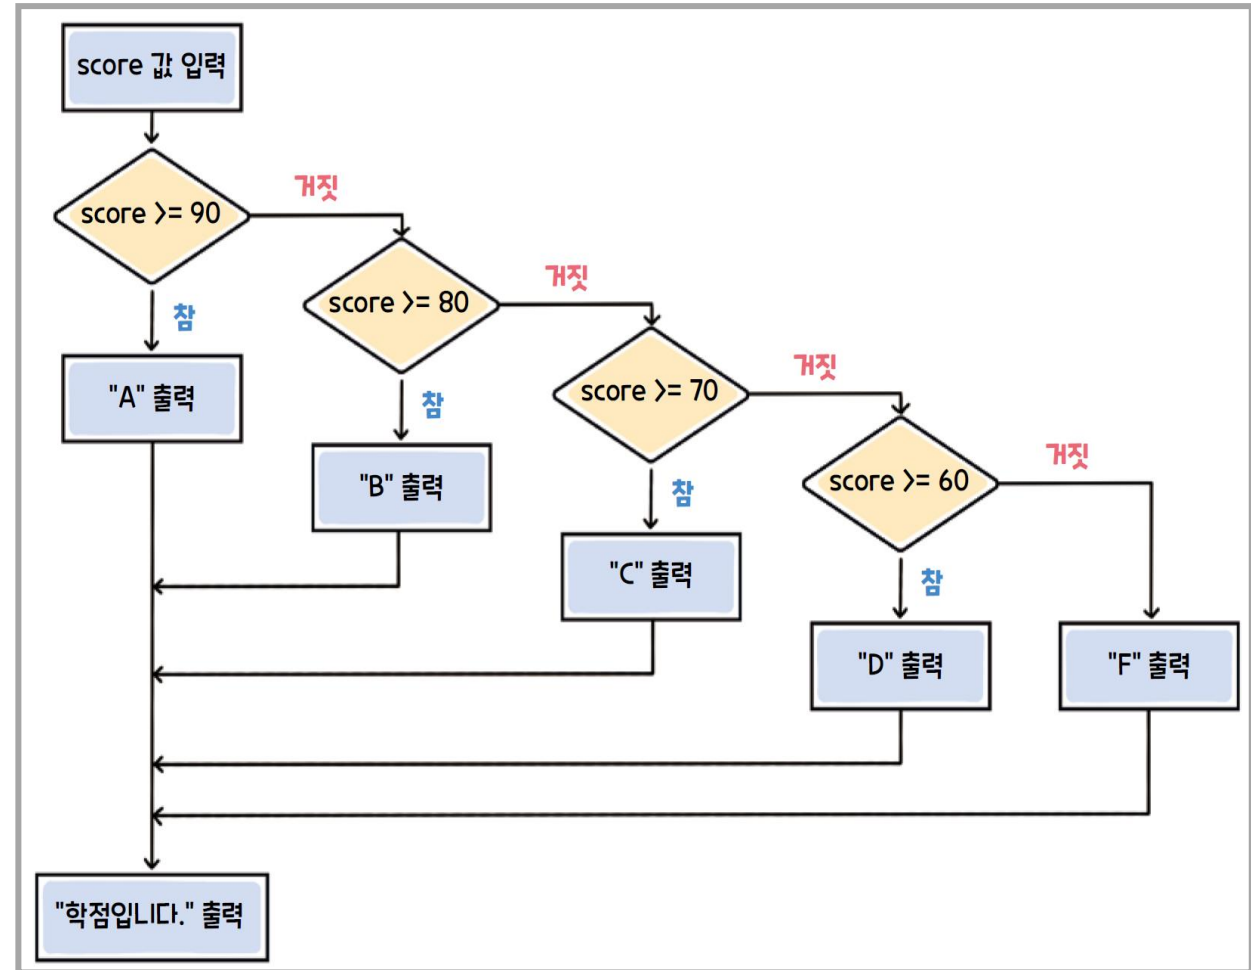 score 값 입력
score >= 90
거짓
참
"A" 출력
score >= 80
거짓
참
"B" 출력
score >= 70
거짓
참
"C" 출력
score >= 60
거짓
참
"D" 출력
"F" 출력
"학점입니다." 출력